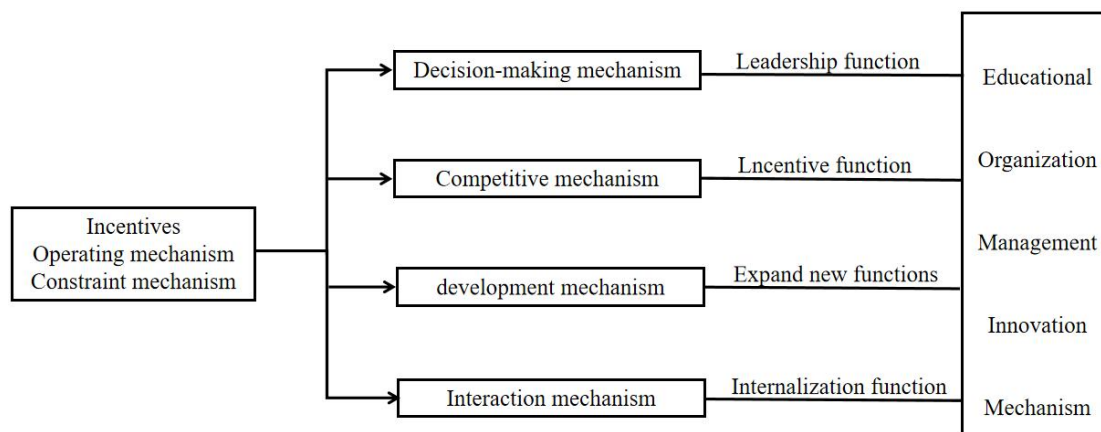 Incentives
Operating mechanism
Constraint mechanism
Decision-making mechanism
Leadership function
Competitive mechanism
Lncentive function
development mechanism
Expand new functions
Interaction mechanism
Internalization function
Educational
Organization
Management
Innovation
Mechanism